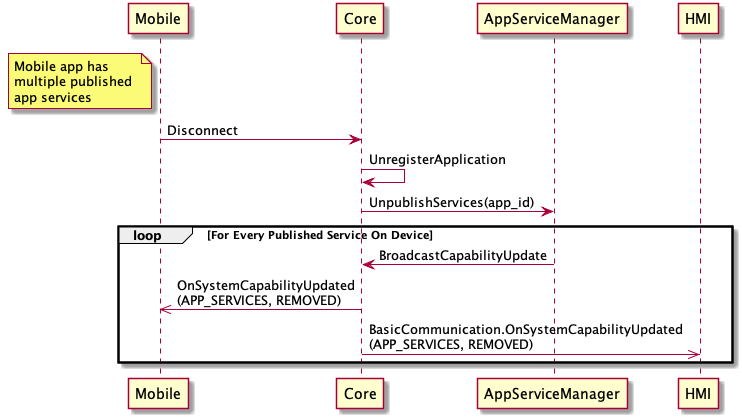 Mobile
Core
AppServiceManager
HMI
Mobile app has
multiple published
app services
Disconnect
UnregisterApplication
UnpublishServices(app_id)
loop
[For Every Published Service On Device]
BroadcastCapabilityUpdate
OnSystemCapabilityUpdated
(APP_SERVICES, REMOVED)
BasicCommunication.OnSystemCapabilityUpdated
(APP_SERVICES, REMOVED)
Mobile
Core
AppServiceManager
HMI